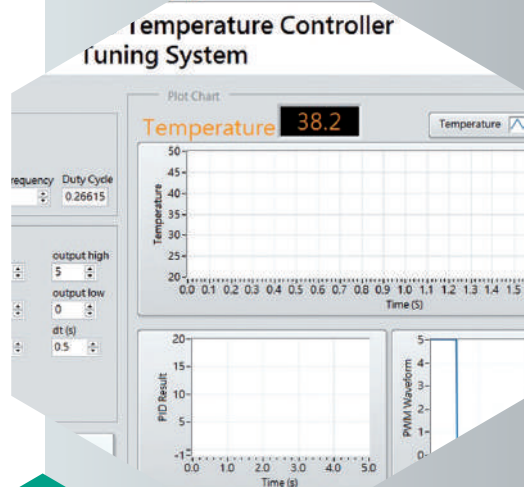 Temperature Controller
Tuning System
Plot Chart
Temperature 38.2
Temperature
Duty Cycle
0.26615
output high
5
output low
0
dt (s)
0.5
Temperature
50
45
40
35
30
25
20
0.0 0.1 0.2 0.3 0.4 0.5 0.6 0.7 0.8 0.9 1.0 1.1 1.2 1.3 1.4 1.5
Time (S)
PID Result
20
15
10
5
-1
0.0 1.0 2.0 3.0 4.0 5.0
Time (s)
PWM Waveform
5
4
3
2
1
0